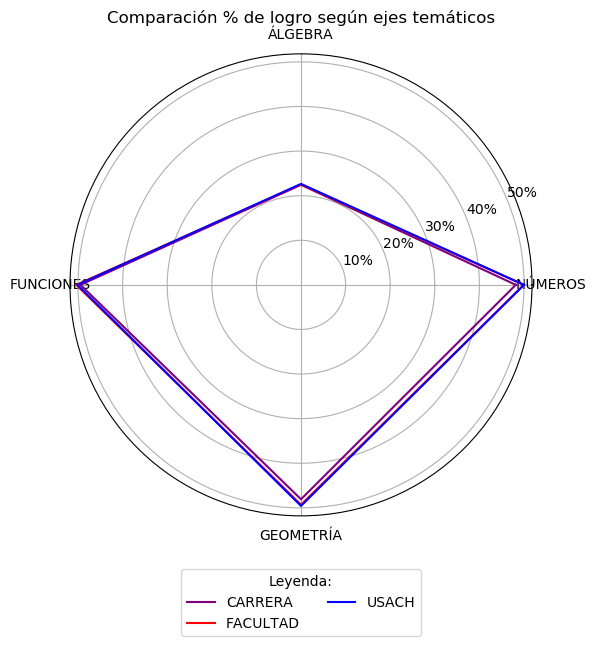 Comparación % de logro según ejes temáticos
ÁLGEBRA
50%
40%
30%
20%
10%
FUNCIONES
NÚMEROS
GEOMETRÍA
Leyenda:
CARRERA
USACH
FACULTAD